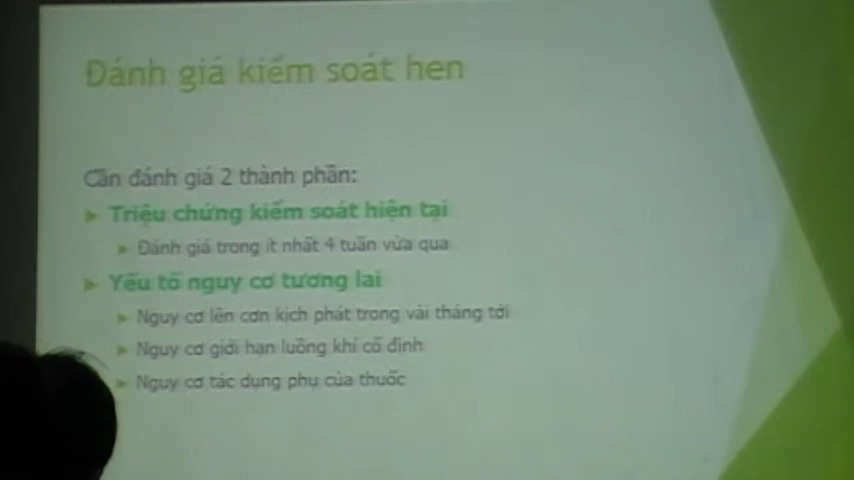 Đánh giá kiểm soát hen
Cần đánh giá 2 thành phần:
Triệu chứng kiểm soát hiện tại
Đánh giá trong ít nhất 4 tuần vừa qua
Yếu tố nguy cơ tương lai
Nguy cơ lên cơn kịch phát trong vài tháng tới
Nguy cơ giới hạn luồng khí cố định
Nguy cơ tác dụng phụ của thuốc